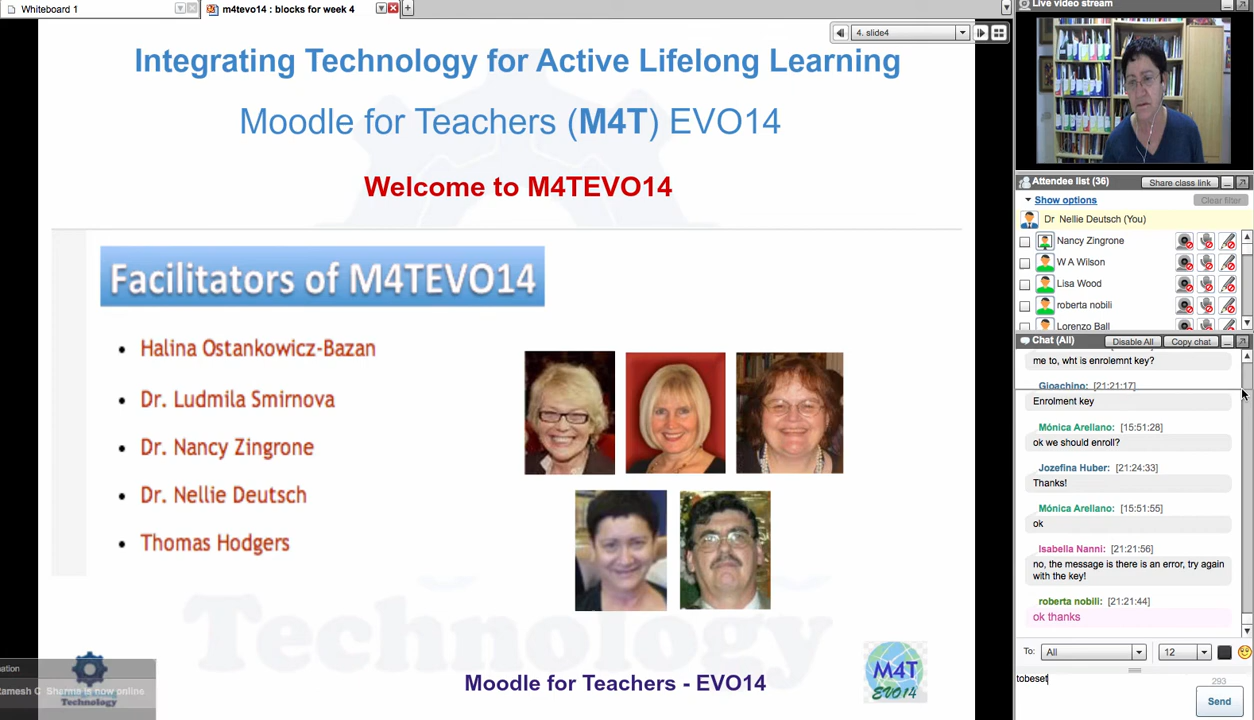 Whiteboard 1
m4tevo14 : blocks for week 4
4. slide4
Integrating Technology for Active Lifelong Learning
Moodle for Teachers (M4T) EVO14
Welcome to M4TEVO14
Facilitators of M4TEVO14
Halina Ostankowicz-Bazan
Dr. Ludmila Smirnova
Dr. Nancy Zingrone
Dr. Nellie Deutsch
Thomas Hodgers
Technology
Sharma is now online
Technology
Moodle for Teachers - EVO14
M4T
EVO14
Live video stream
Attendee list (36)
Share class link
Show options
Clear filter
Dr Nellie Deutsch (You)
Nancy Zingrone
W A Wilson
Lisa Wood
roberta nobili
Lorenzo Ball
Chat (All)
Disable All
Copy chat
me to, wht is enrolemnt key?
Gioachino: [21:21:17]
Enrolment key
Mónica Arellano: [15:51:28]
ok we should enroll?
Jozefina Huber: [21:24:33]
Thanks!
Mónica Arellano: [15:51:55]
ok
Isabella Nanni: [21:21:56]
no, the message is there is an error, try again
with the key!
roberta nobili: [21:21:44]
ok thanks
To: All 12
tobeset
293
Send